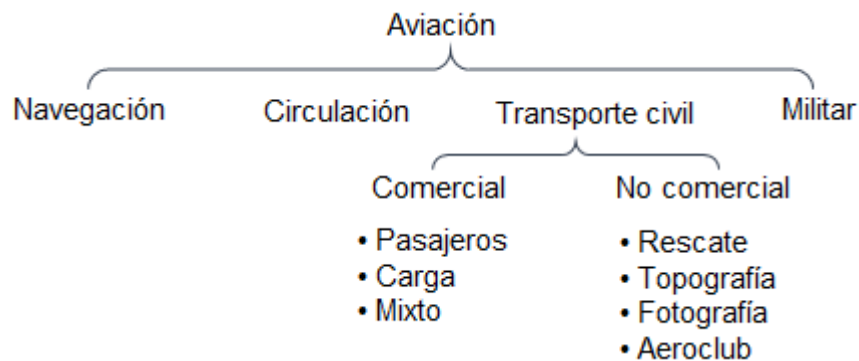 Aviación
Navegación Circulación Transporte civil Militar
Comercial No comercial
• Pasajeros
• Carga
• Mixto
• Rescate
• Topografía
• Fotografía
• Aeroclub